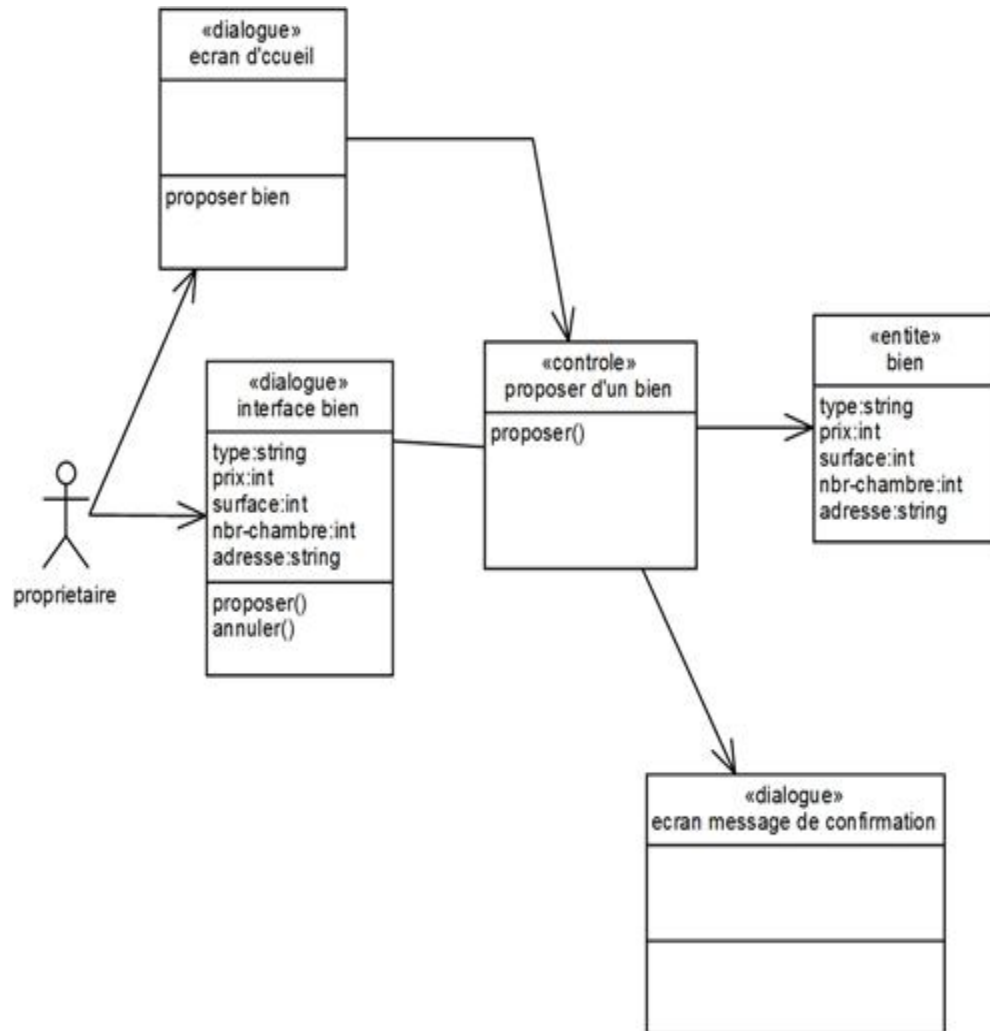 «dialogue»
ecran d'ccueil
proposer bien
«dialogue»
interface bien
type:string
prix:int
surface:int
nbr-chambre:int
adresse:string
proposer()
annuler()
proprietaire
«controle»
proposer d'un bien
proposer()
«entite»
bien
type:string
prix:int
surface:int
nbr-chambre:int
adresse:string
«dialogue»
ecran message de confirmation